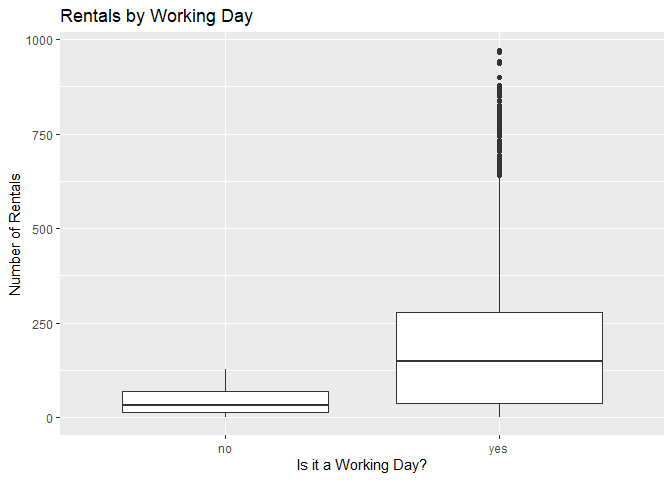 Rentals by Working Day
1000
750
500
250
0
Number of Rentals
no yes
Is it a Working Day?